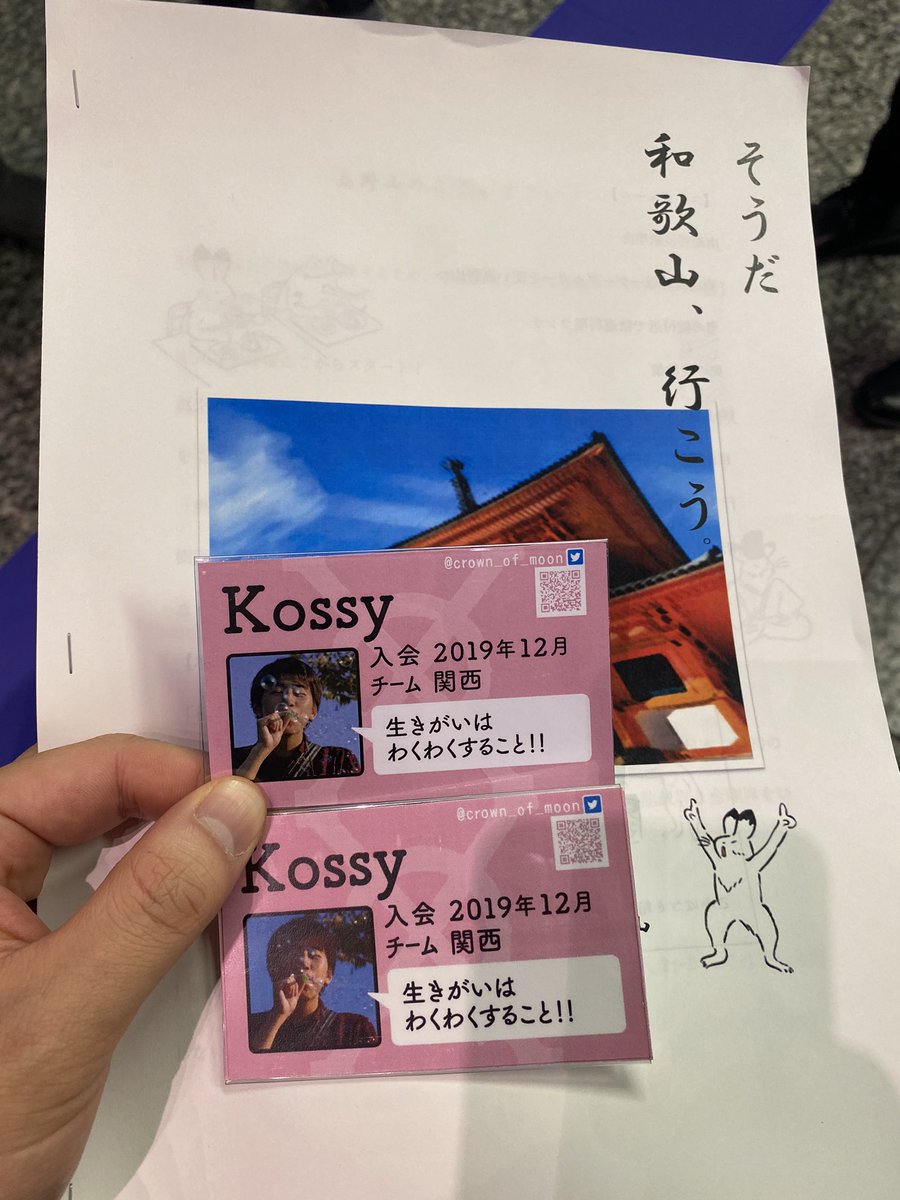 そうだ
和歌山、行こう。
@crown_of_moon
Kossy
入会 2019年12月
チーム 関西
生きがいは
わくわくすること!!
@crown_of_moon
Kossy
入会 2019年12月
チーム 関西
生きがいは
わくわくすること!!